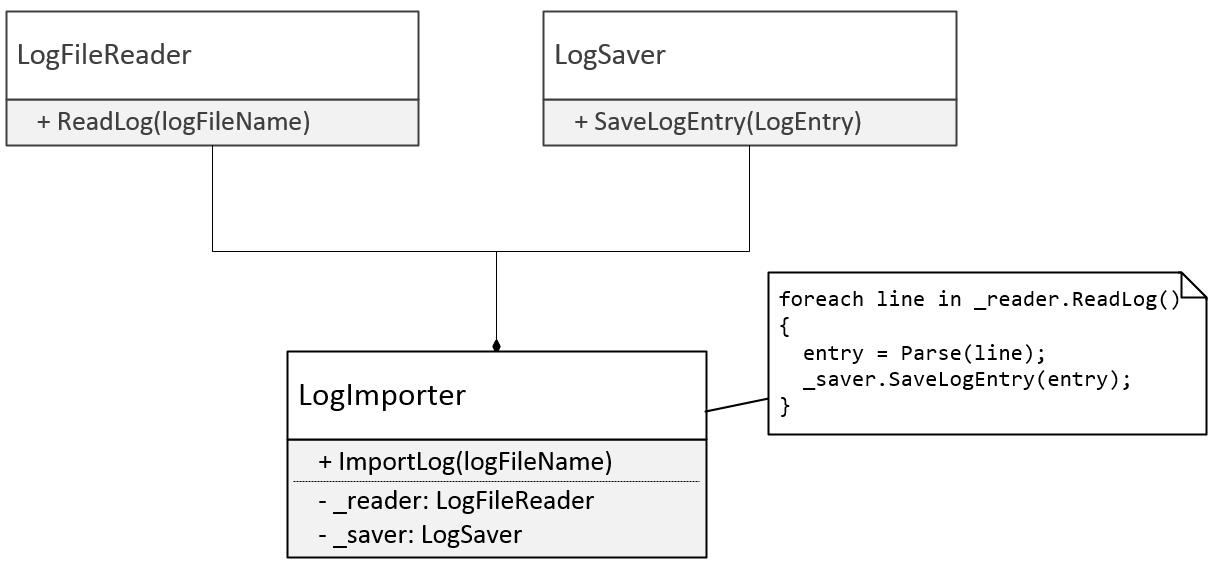 LogFileReader
+ ReadLog(logFileName)
LogSaver
+ SaveLogEntry(LogEntry)
foreach line in _reader.ReadLog()
{
entry = Parse(line);
_saver.SaveLogEntry(entry);
}
LogImporter
+ ImportLog(logFileName)
- _reader: LogFileReader
- _saver: LogSaver